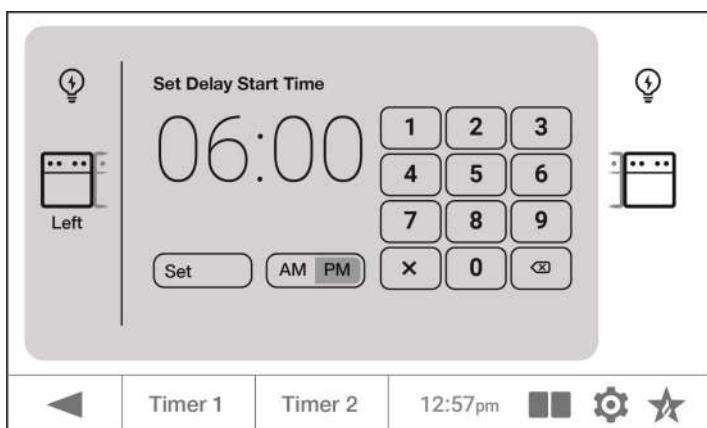 Set Delay Start Time
06:00
1 2 3
4 5 6
7 8 9
× 0
Left
Set AM PM
Timer 1 Timer 2 12:57pm